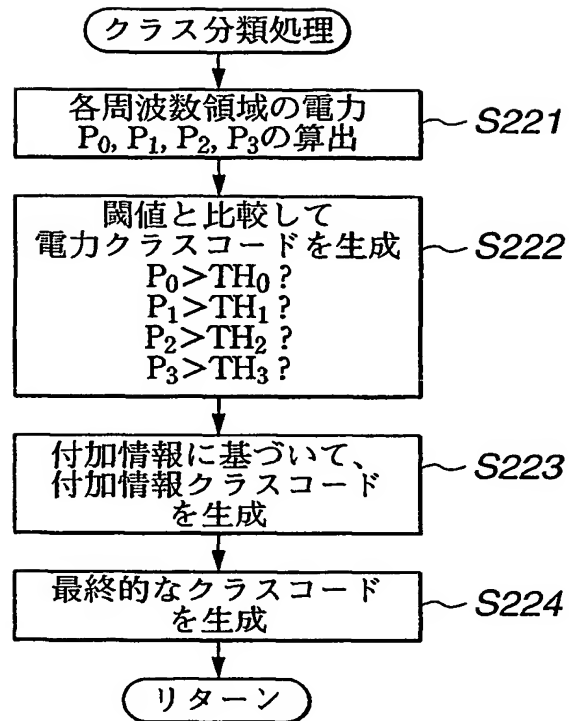 クラス分類処理
各周波数領域の電力
P₀, P₁, P₂, P₃の算出
S221
閾値と比較して
電力クラスコードを生成
P₀>TH₀?
P₁>TH₁?
P₂>TH₂?
P₃>TH₃?
S222
付加情報に基づいて、
付加情報クラスコード
を生成
S223
最終的なクラスコード
を生成
S224
リターン